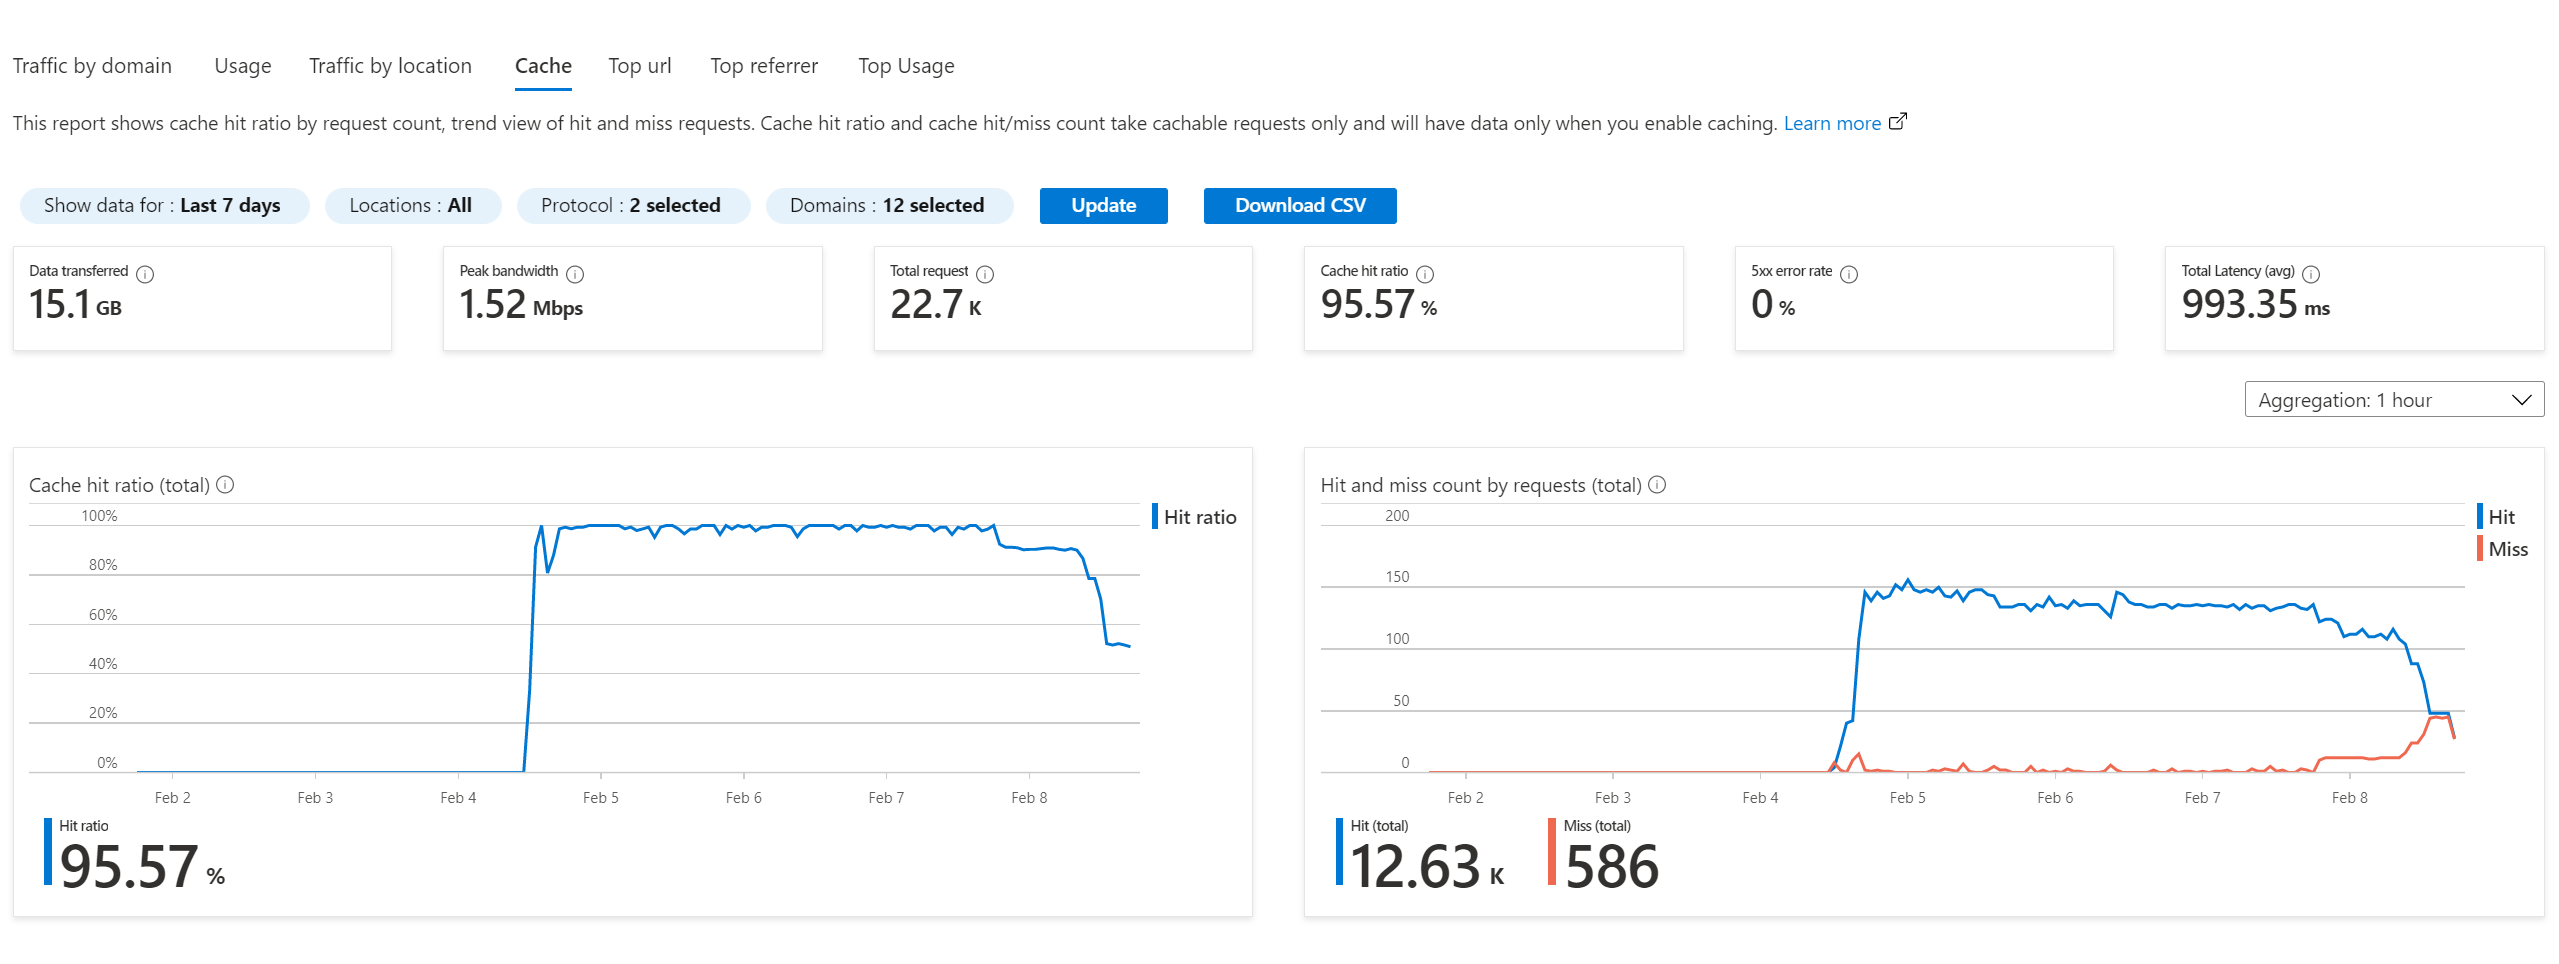 Traffic by domain Usage Traffic by location Cache Top url Top referrer Top Usage
This report shows cache hit ratio by request count, trend view of hit and miss requests. Cache hit ratio and cache hit/miss count take cachable requests only and will have data only when you enable caching. Learn more
Show data for : Last 7 days Locations : All Protocol : 2 selected Domains : 12 selected Update Download CSV
Data transferred
15.1 GB
Peak bandwidth
1.52 Mbps
Total request
22.7 K
Cache hit ratio
95.57 %
5xx error rate
0 %
Total Latency (avg)
993.35 ms
Aggregation: 1 hour
Cache hit ratio (total)
Hit ratio
100%
80%
60%
40%
20%
0%
Feb 2 Feb 3 Feb 4 Feb 5 Feb 6 Feb 7 Feb 8
Hit ratio
95.57 %
Hit and miss count by requests (total)
Hit
Miss
200
150
100
50
0
Feb 2 Feb 3 Feb 4 Feb 5 Feb 6 Feb 7 Feb 8
Hit (total)
12.63 K
Miss (total)
586